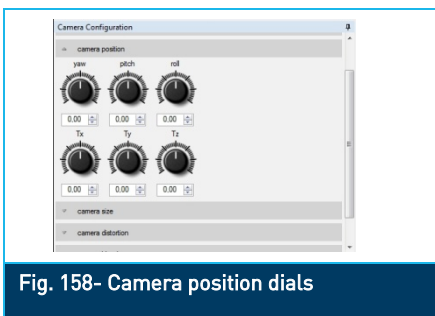 Camera Configuration
camera position
yaw pitch roll
0.00 0.00 0.00
Tx Ty Tz
0.00 0.00 0.00
camera size
camera distortion
Fig. 158- Camera position dials